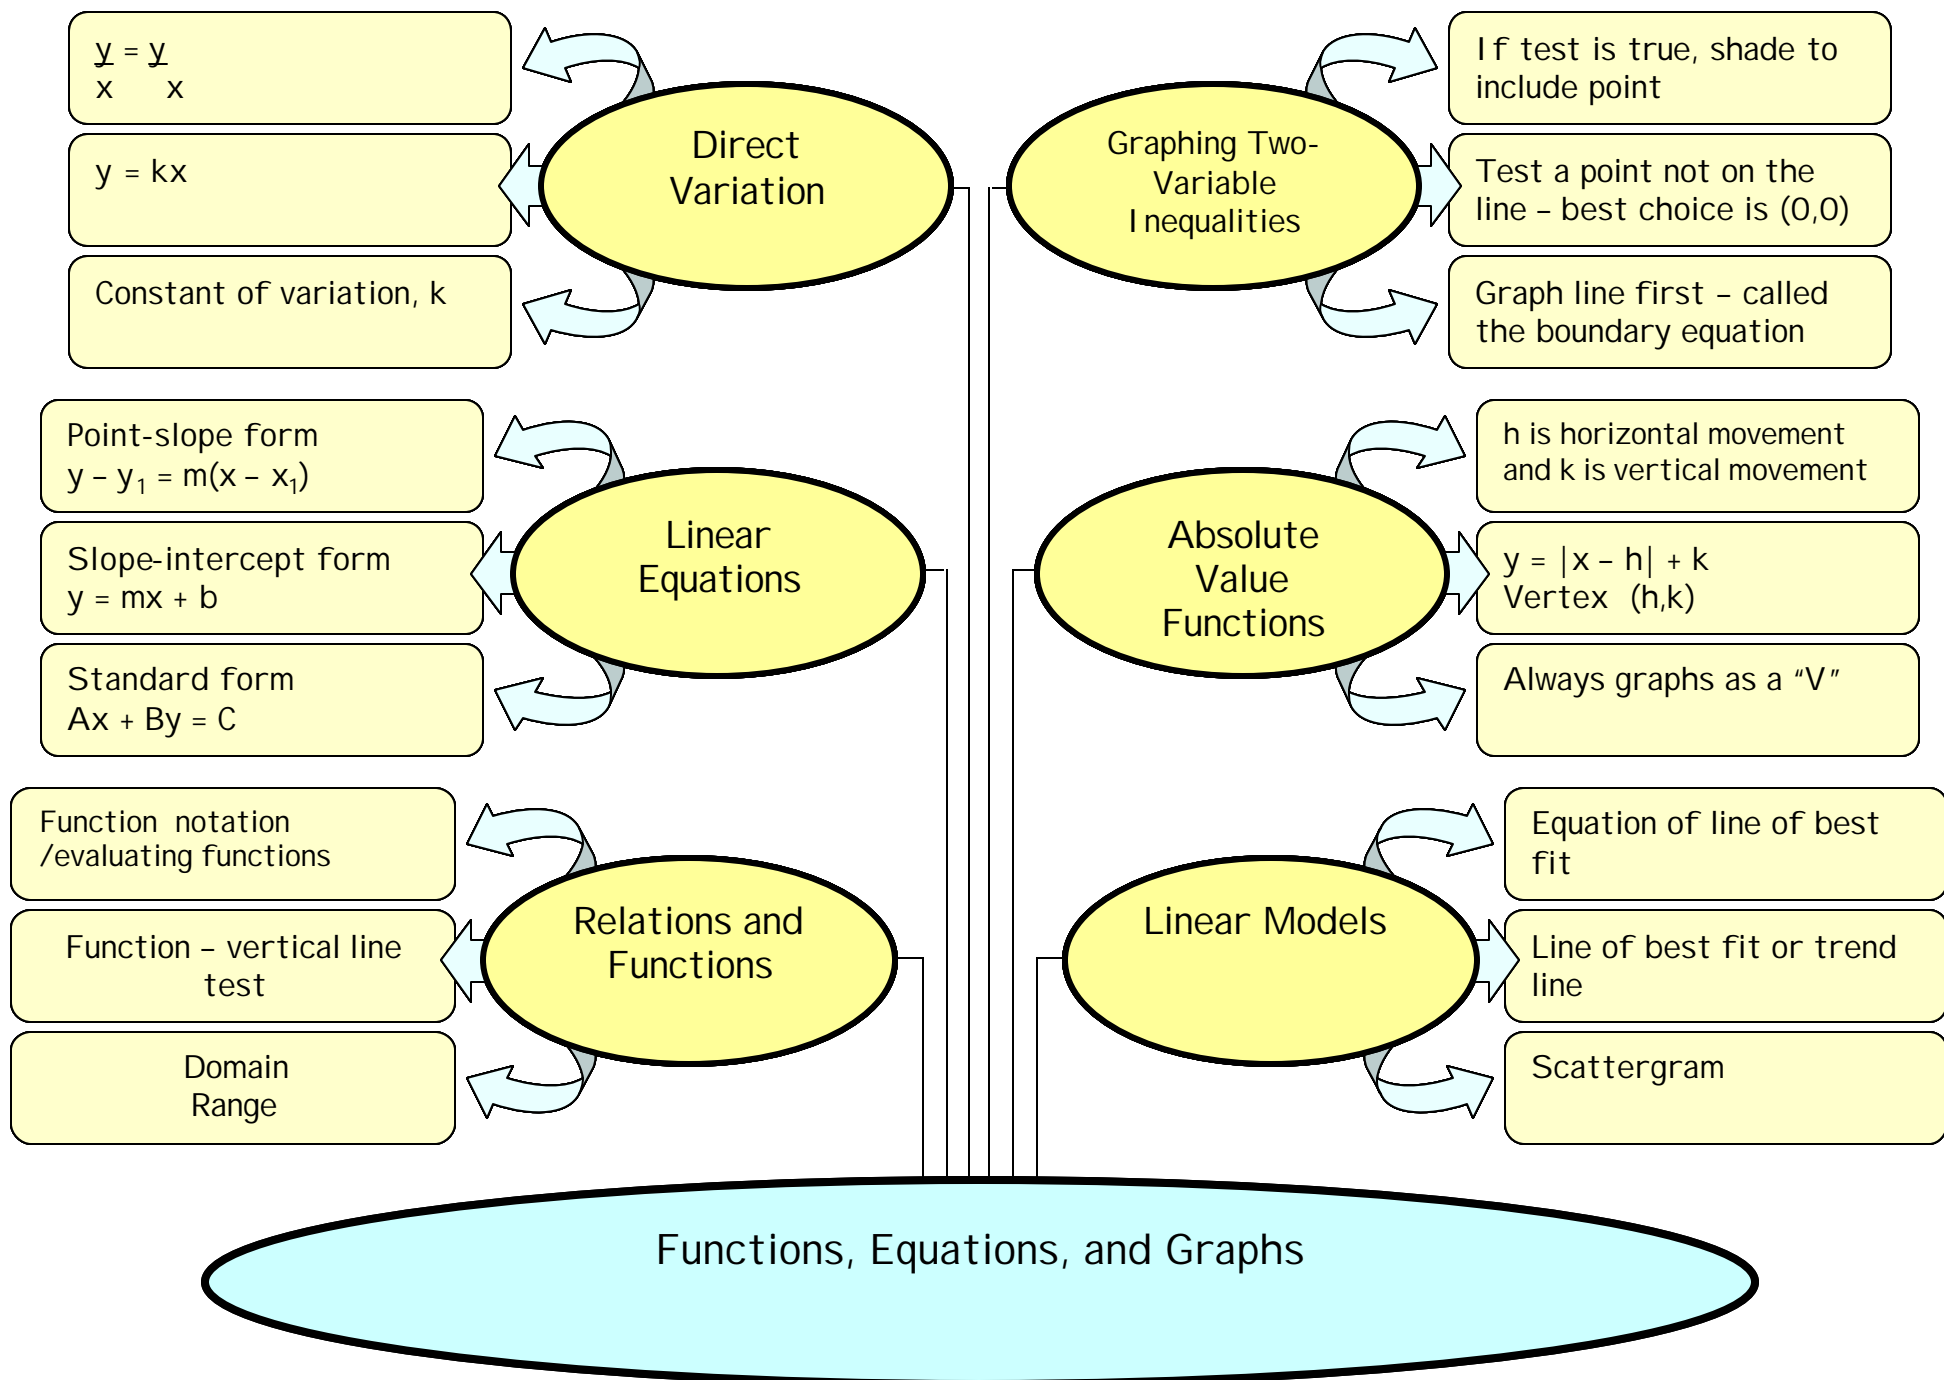 y = y
x x
y = kx
Constant of variation, k
Direct
Variation
Graphing Two-
Variable
Inequalities
If test is true, shade to
include point
Test a point not on the
line – best choice is (0,0)
Graph line first – called
the boundary equation
Point-slope form
y – y₁ = m(x – x₁)
Slope-intercept form
y = mx + b
Standard form
Ax + By = C
Linear
Equations
Absolute
Value
Functions
h is horizontal movement
and k is vertical movement
y = |x – h| + k
Vertex (h,k)
Always graphs as a “V”
Function notation
/evaluating functions
Function – vertical line
test
Domain
Range
Relations and
Functions
Linear Models
Equation of line of best
fit
Line of best fit or trend
line
Scattergram
Functions, Equations, and Graphs